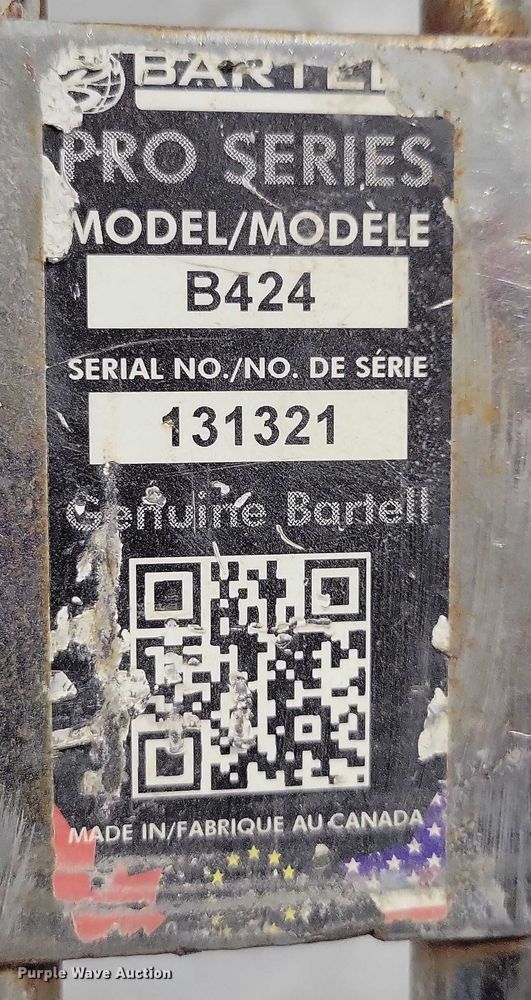 BARTELL
PRO SERIES
MODEL/MODÈLE
B424
SERIAL NO./NO. DE SÉRIE
131321
Genuine Bartell
MADE IN/FABRIQUE AU CANADA
Purple Wave Auction